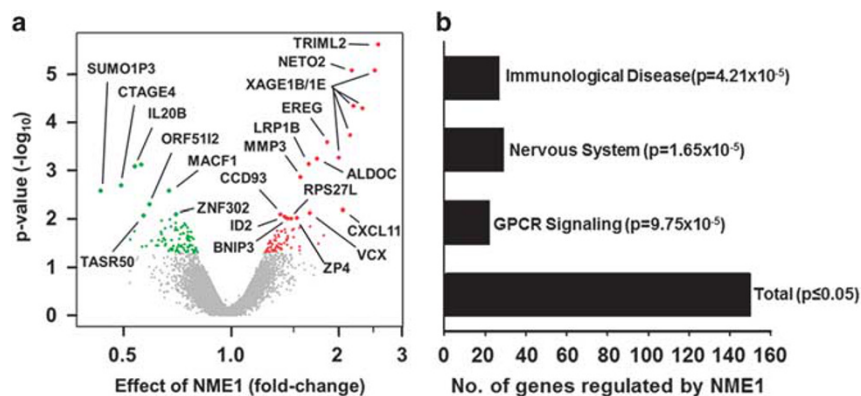 a
b
TRIML2
NETO2
SUMO1P3
XAGE1B/1E
CTAGE4
EREG
IL20B
LRP1B
ORF51I2
MMP3
MACF1
ALDOC
CCD93
RPS27L
ZNF302
ID2
CXCL11
BNIP3
VCX
TASR50
ZP4
p-value (-log10)
5
4
3
2
1
0
0.5
1.0
2
3
Effect of NME1 (fold-change)
Immunological Disease(p=4.21x10-5)
Nervous System (p=1.65x10-5)
GPCR Signaling (p=9.75x10-5)
Total (p≤0.05)
0 20 40 60 80 100 120 140 160
No. of genes regulated by NME1